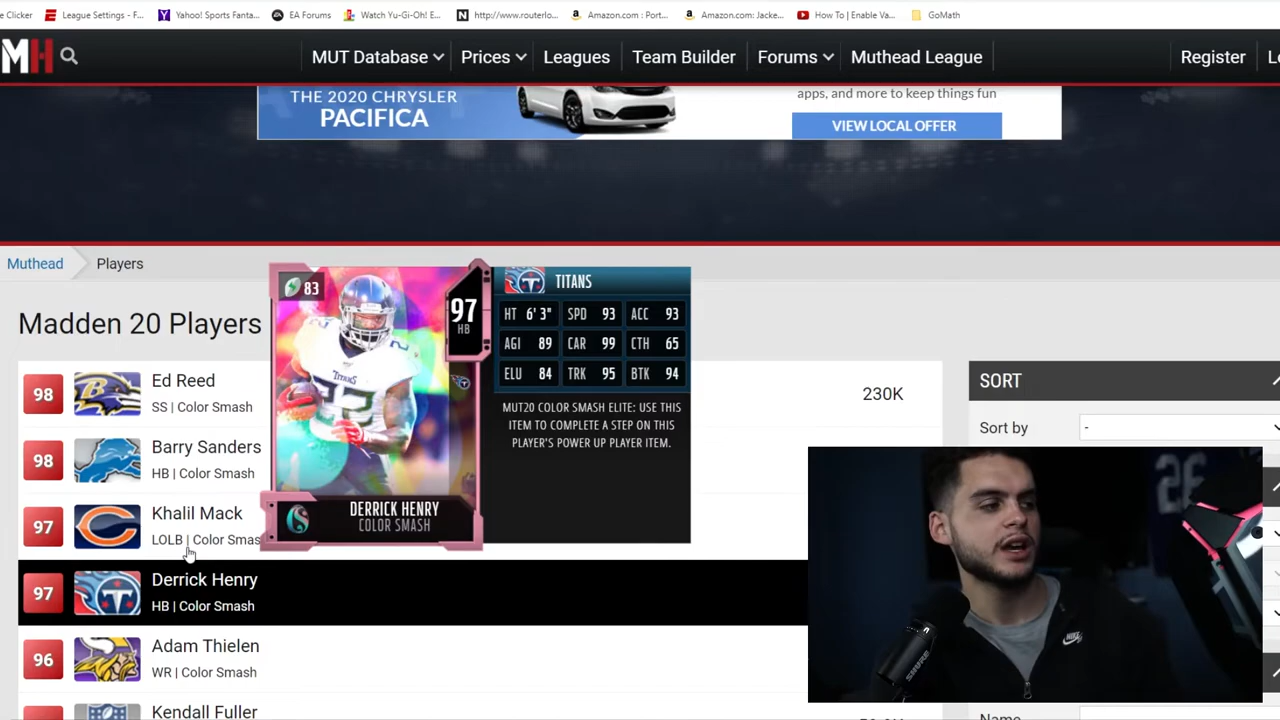 e Clicker League Settings - F... Yahoo! Sports Fanta... EA Forums Watch Yu-Gi-Oh! E... http://www.routerlo... Amazon.com : Port... Amazon.com: Jacke... How To | Enable Va... GoMath
MH MUT Database Prices Leagues Team Builder Forums Muthead League Register
THE 2020 CHRYSLER
PACIFICA
apps, and more to keep things fun
VIEW LOCAL OFFER
Muthead Players
Madden 20 Players
98 Ed Reed
SS | Color Smash
230K
98 Barry Sanders
HB | Color Smash
97 Khalil Mack
LOLB | Color Smas
97 Derrick Henry
HB | Color Smash
96 Adam Thielen
WR | Color Smash
Kendall Fuller
83
97
HB
TITANS
22
DERRICK HENRY
COLOR SMASH
TITANS
HT 6' 3" SPD 93 ACC 93
AGI 89 CAR 99 CTH 65
ELU 84 TRK 95 BTK 94
MUT20 COLOR SMASH ELITE: USE THIS
ITEM TO COMPLETE A STEP ON THIS
PLAYER'S POWER UP PLAYER ITEM.
SORT
Sort by -
26
SHURE
Name